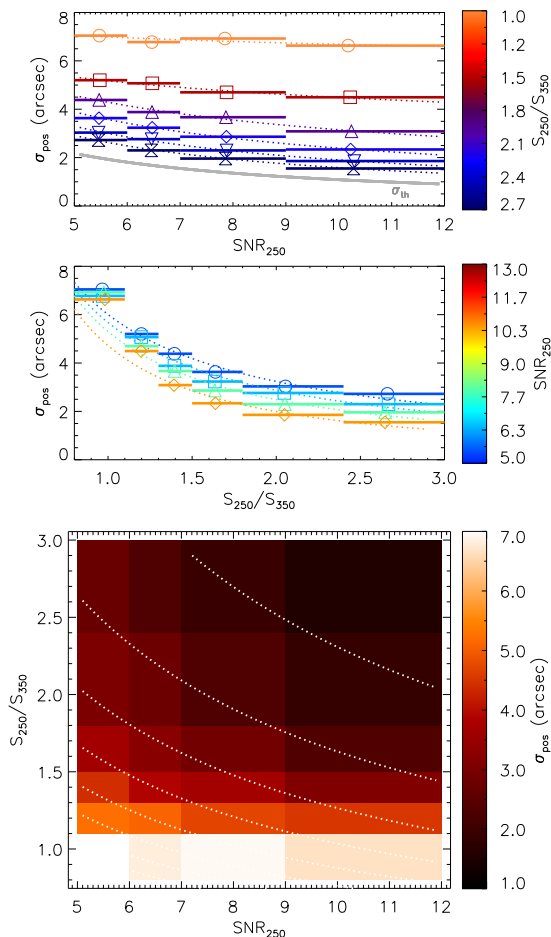 8
6
4
2
0
σpos (arcsec)
σth
5 6 7 8 9 10 11 12
SNR250
1.0
1.2
1.5
1.8
2.1
2.4
2.7
S250/S350
8
6
4
2
0
σpos (arcsec)
1.0 1.5 2.0 2.5 3.0
S250/S350
13.0
11.7
10.3
9.0
7.7
6.3
5.0
SNR250
3.0
2.5
2.0
1.5
1.0
S250/S350
5 6 7 8 9 10 11 12
SNR250
7.0
6.0
5.0
4.0
3.0
2.0
1.0
σpos (arcsec)